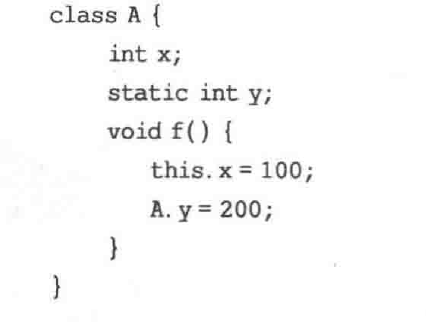 class A {
int x;
static int y;
void f() {
this. x = 100;
A. y = 200;
}
}